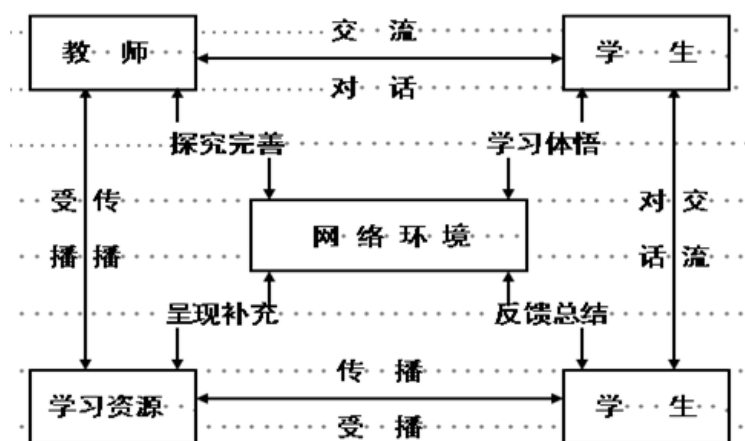 交 流
教 师
学 生
对 话
探究完善
学习体悟
受 传
对 交
网 络 环 境
播 播
话 流
呈现补充
反馈总结
传 播
学习资源
学 生
受 播